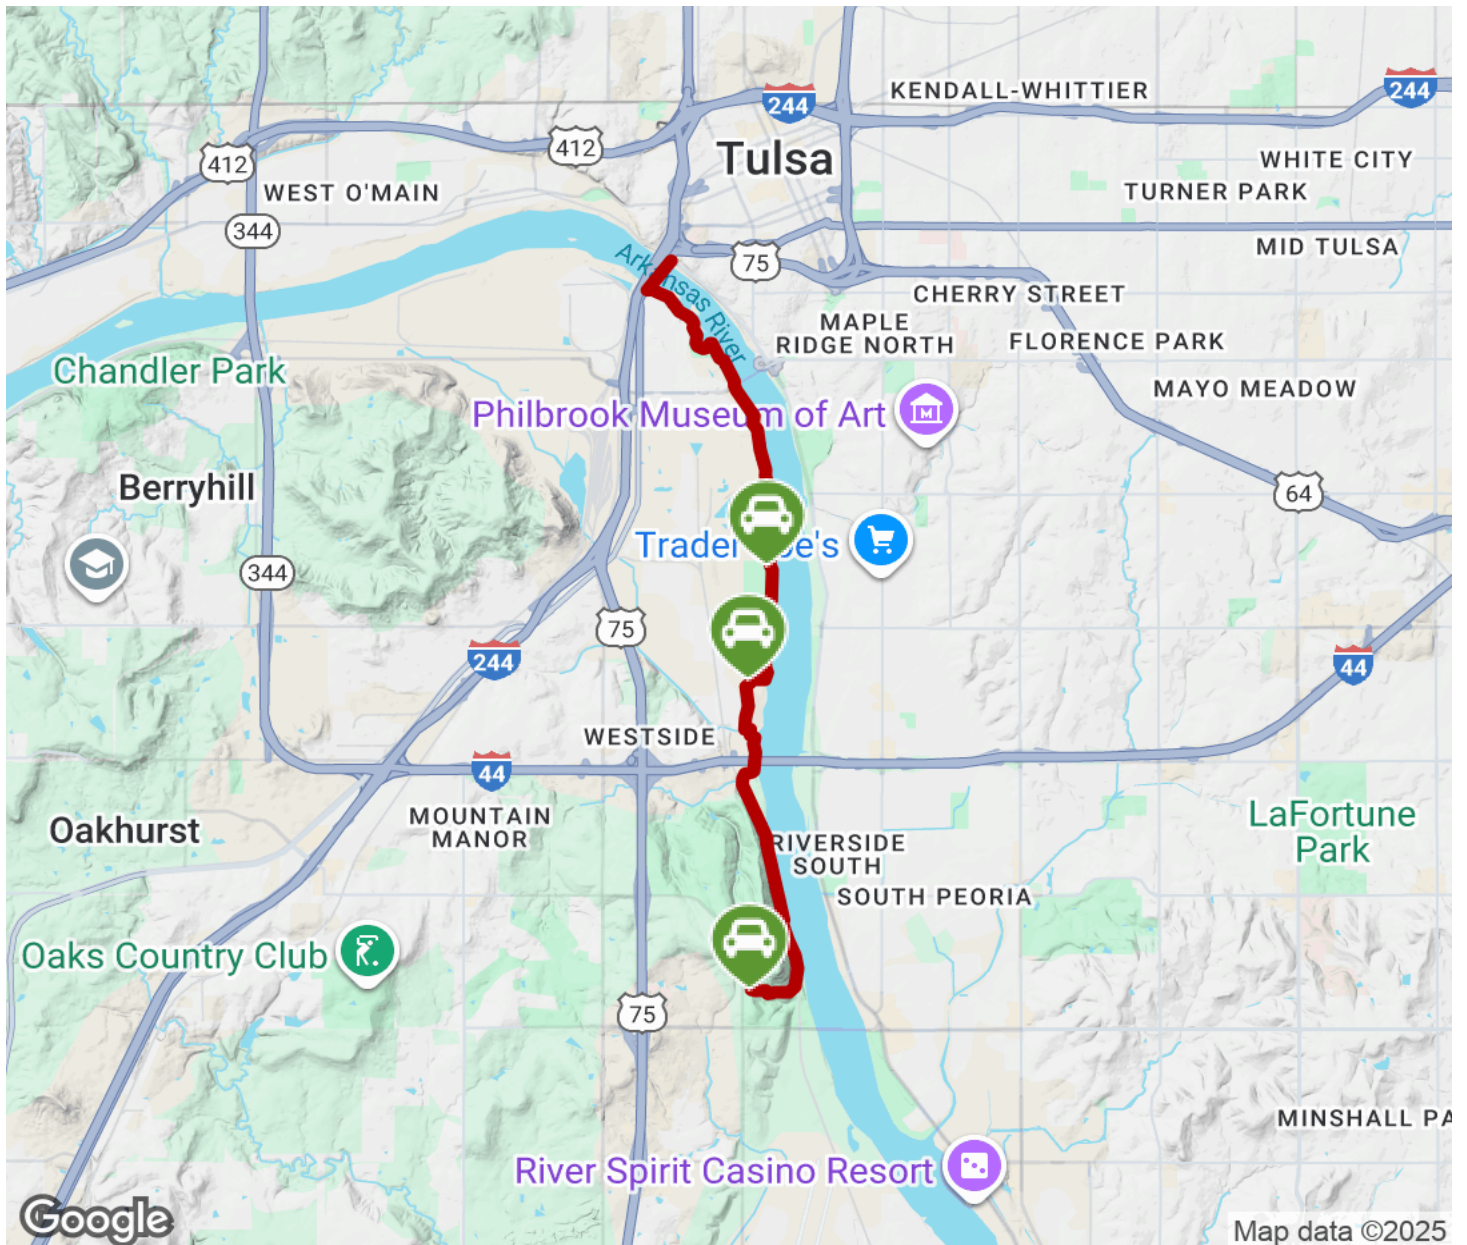 244
KENDALL-WHITTIER
244
412
412
Tulsa
WHITE CITY
WEST O'MAIN
TURNER PARK
344
MID TULSA
Arkansas River
75
CHERRY STREET
MAPLE
RIDGE NORTH
FLORENCE PARK
Chandler Park
MAYO MEADOW
Philbrook Museum of Art
M
Berryhill
64
Trader Joe's
344
75
244
44
WESTSIDE
44
MOUNTAIN
MANOR
Oakhurst
LaFortune
Park
RIVERSIDE
SOUTH
SOUTH PEORIA
Oaks Country Club
75
MINSHALL PA
River Spirit Casino Resort
Google
Map data ©2025